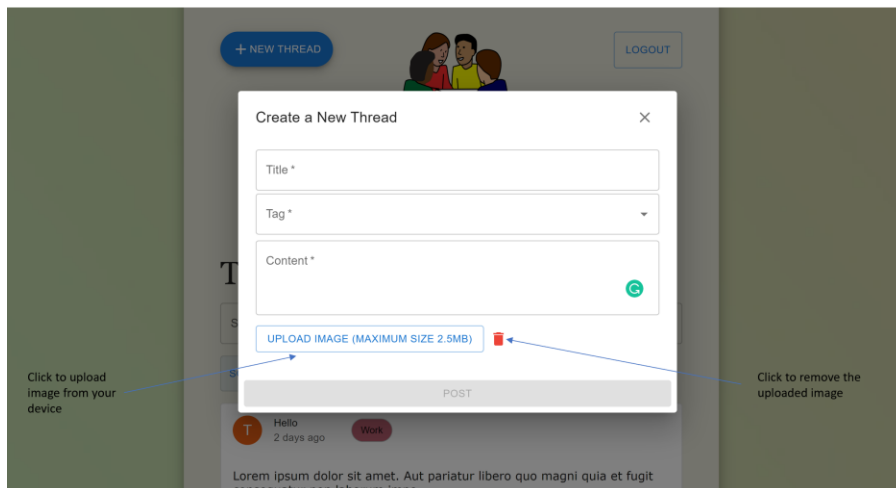 + NEW THREAD
LOGOUT
Create a New Thread
Title *
T
Tag *
Content *
S
UPLOAD IMAGE (MAXIMUM SIZE 2.5MB)
Click to upload
image from your
device
Click to remove the
uploaded image
POST
T
Hello
2 days ago
Work
Lorem ipsum dolor sit amet. Aut pariatur libero quo magni quia et fugit